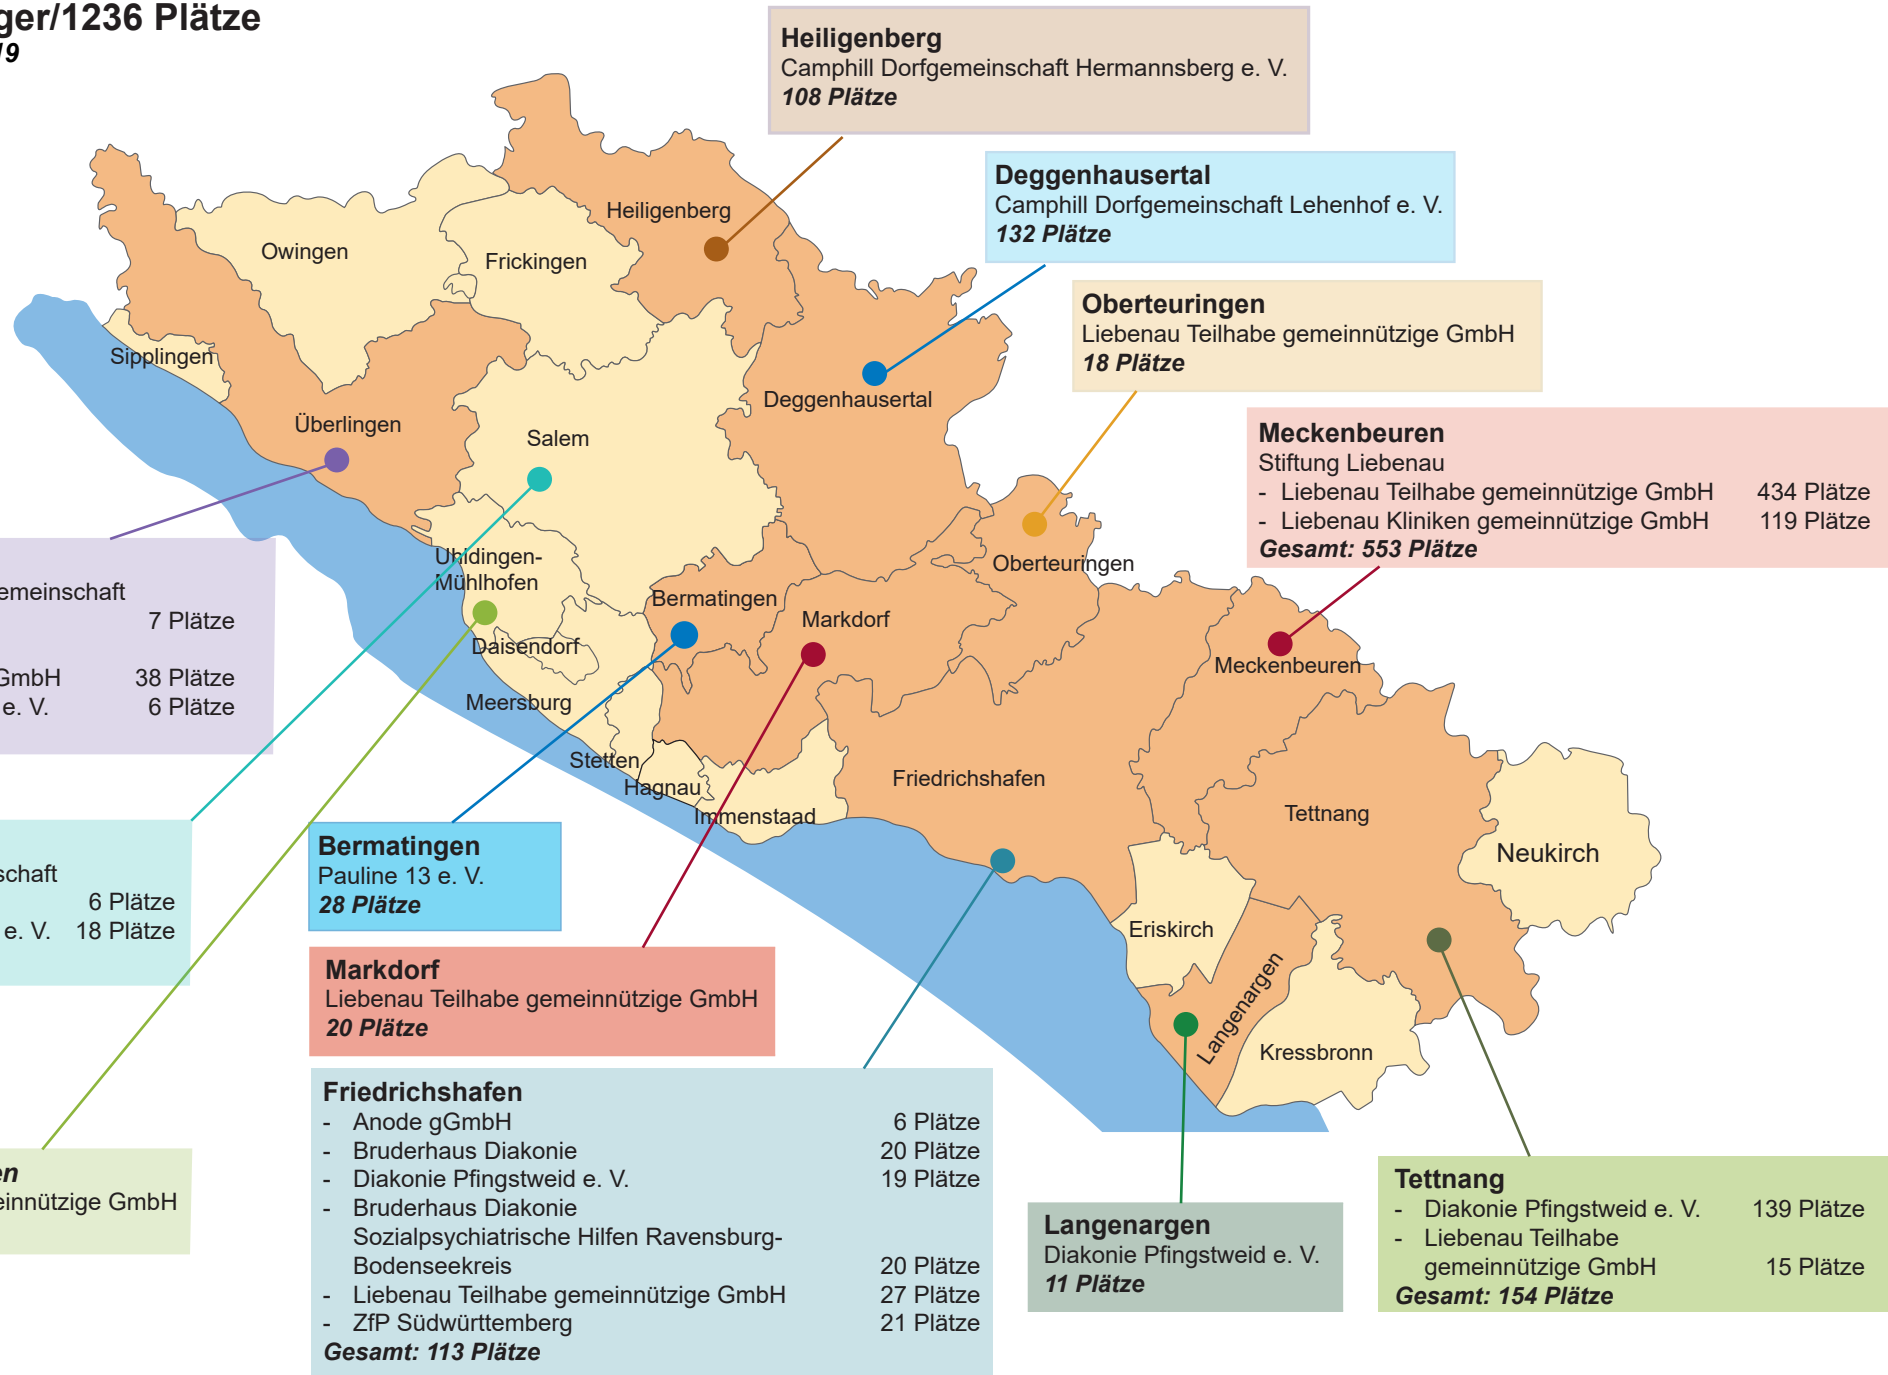 ger/1236 Plätze
19
Heiligenberg
Camphill Dorfgemeinschaft Hermannsberg e. V.
108 Plätze
Deggenhausertal
Camphill Dorfgemeinschaft Lehenhof e. V.
132 Plätze
Oberteuringen
Liebenau Teilhabe gemeinnützige GmbH
18 Plätze
Meckenbeuren
Stiftung Liebenau
- Liebenau Teilhabe gemeinnützige GmbH 434 Plätze
- Liebenau Kliniken gemeinnützige GmbH 119 Plätze
Gesamt: 553 Plätze
Heiligenberg
Owingen
Frickingen
Sipplingen
Deggenhausertal
Überlingen
Salem
Oberteuringen
Uhldingen-
Mühlhofen
Bermatingen
Markdorf
Daisendorf
Meckenbeuren
Meersburg
Stetten
Hagnau
Friedrichshafen
Immenstaad
Tettnang
Neukirch
Eriskirch
Langenargen
Kressbronn
emeinschaft
7 Plätze
GmbH 38 Plätze
e. V. 6 Plätze
schaft
6 Plätze
e. V. 18 Plätze
en
einnützige GmbH
Bermatingen
Pauline 13 e. V.
28 Plätze
Markdorf
Liebenau Teilhabe gemeinnützige GmbH
20 Plätze
Friedrichshafen
- Anode gGmbH 6 Plätze
- Bruderhaus Diakonie 20 Plätze
- Diakonie Pfingstweid e. V. 19 Plätze
- Bruderhaus Diakonie
Sozialpsychiatrische Hilfen Ravensburg-
Bodenseekreis 20 Plätze
- Liebenau Teilhabe gemeinnützige GmbH 27 Plätze
- ZfP Südwürttemberg 21 Plätze
Gesamt: 113 Plätze
Langenargen
Diakonie Pfingstweid e. V.
11 Plätze
Tettnang
- Diakonie Pfingstweid e. V. 139 Plätze
- Liebenau Teilhabe
gemeinnützige GmbH 15 Plätze
Gesamt: 154 Plätze